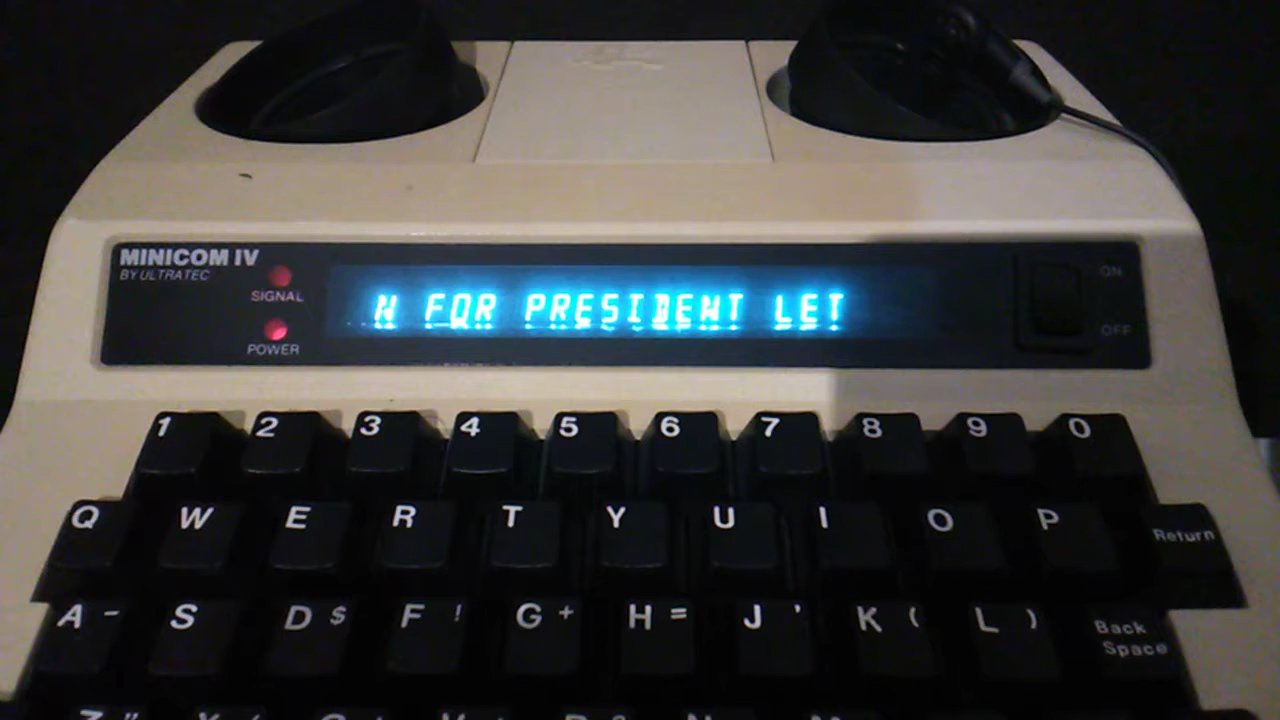 MINICOM IV
BY ULTRATEC
SIGNAL
POWER
N FOR PRESIDENT LET
ON
OFF
1 2 3 4 5 6 7 8 9 0
Q W E R T Y U I O P Return
A - S D $ F ! G + H = J ' K ( L ) Back Space